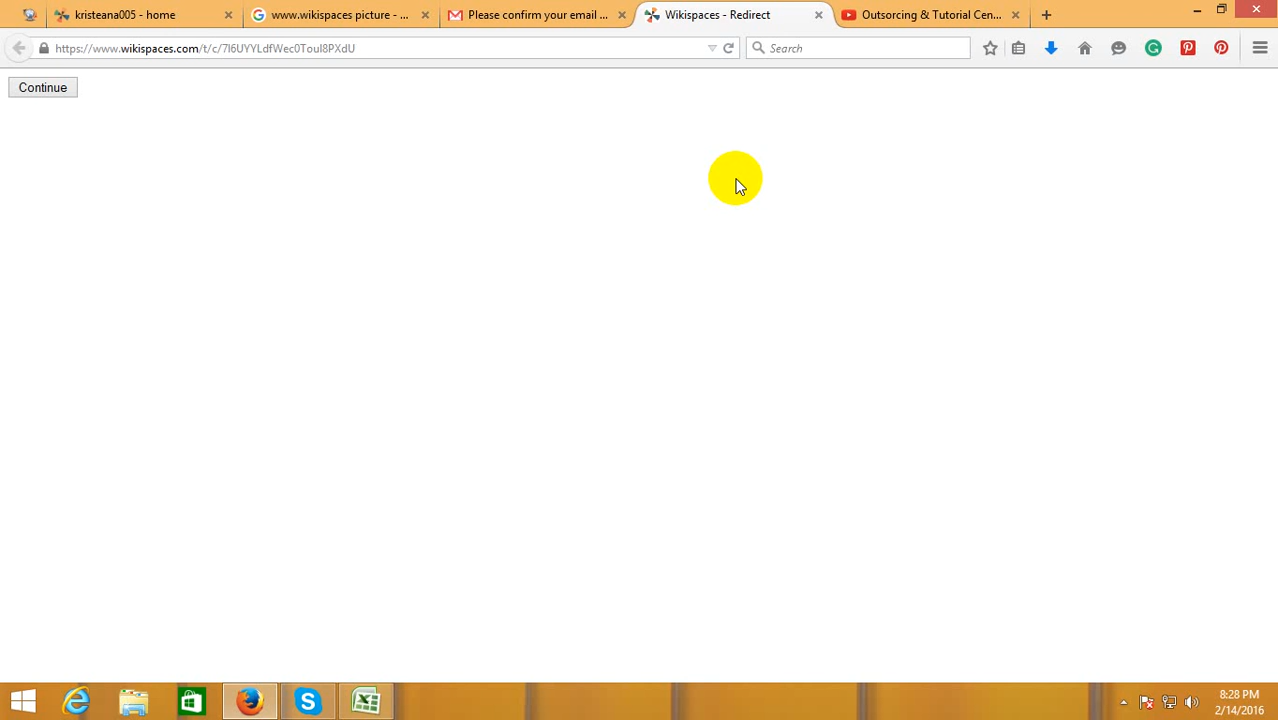 kristeana005 - home
www.wikispaces picture - ...
Please confirm your email ...
Wikispaces - Redirect
Outsorcing & Tutorial Cen...
https://www.wikispaces.com/t/c/7I6UYYLdfWec0TouI8PXdU
Search
Continue
8:28 PM
2/14/2016